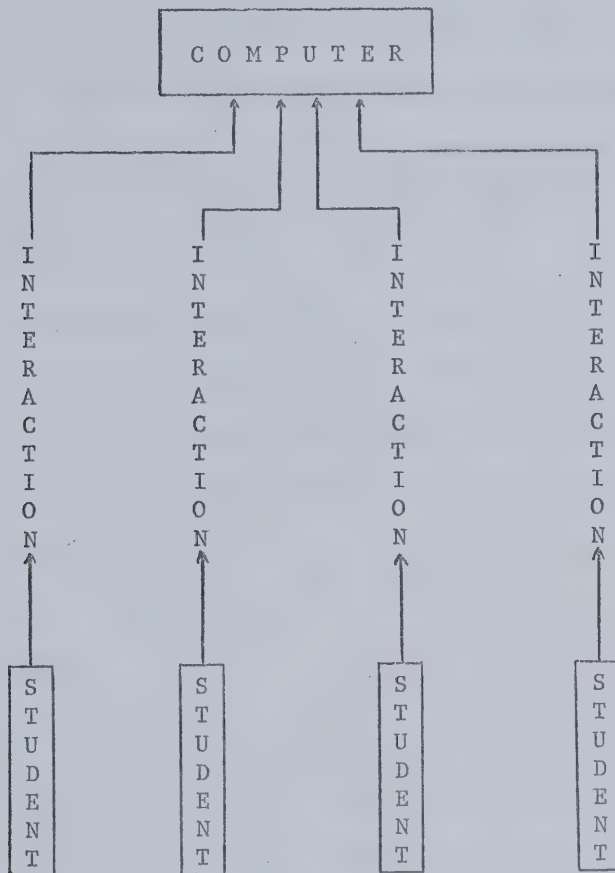 COMPUTER
INTERACTION
INTERACTION
INTERACTION
INTERACTION
STUDENT
STUDENT
STUDENT
STUDENT